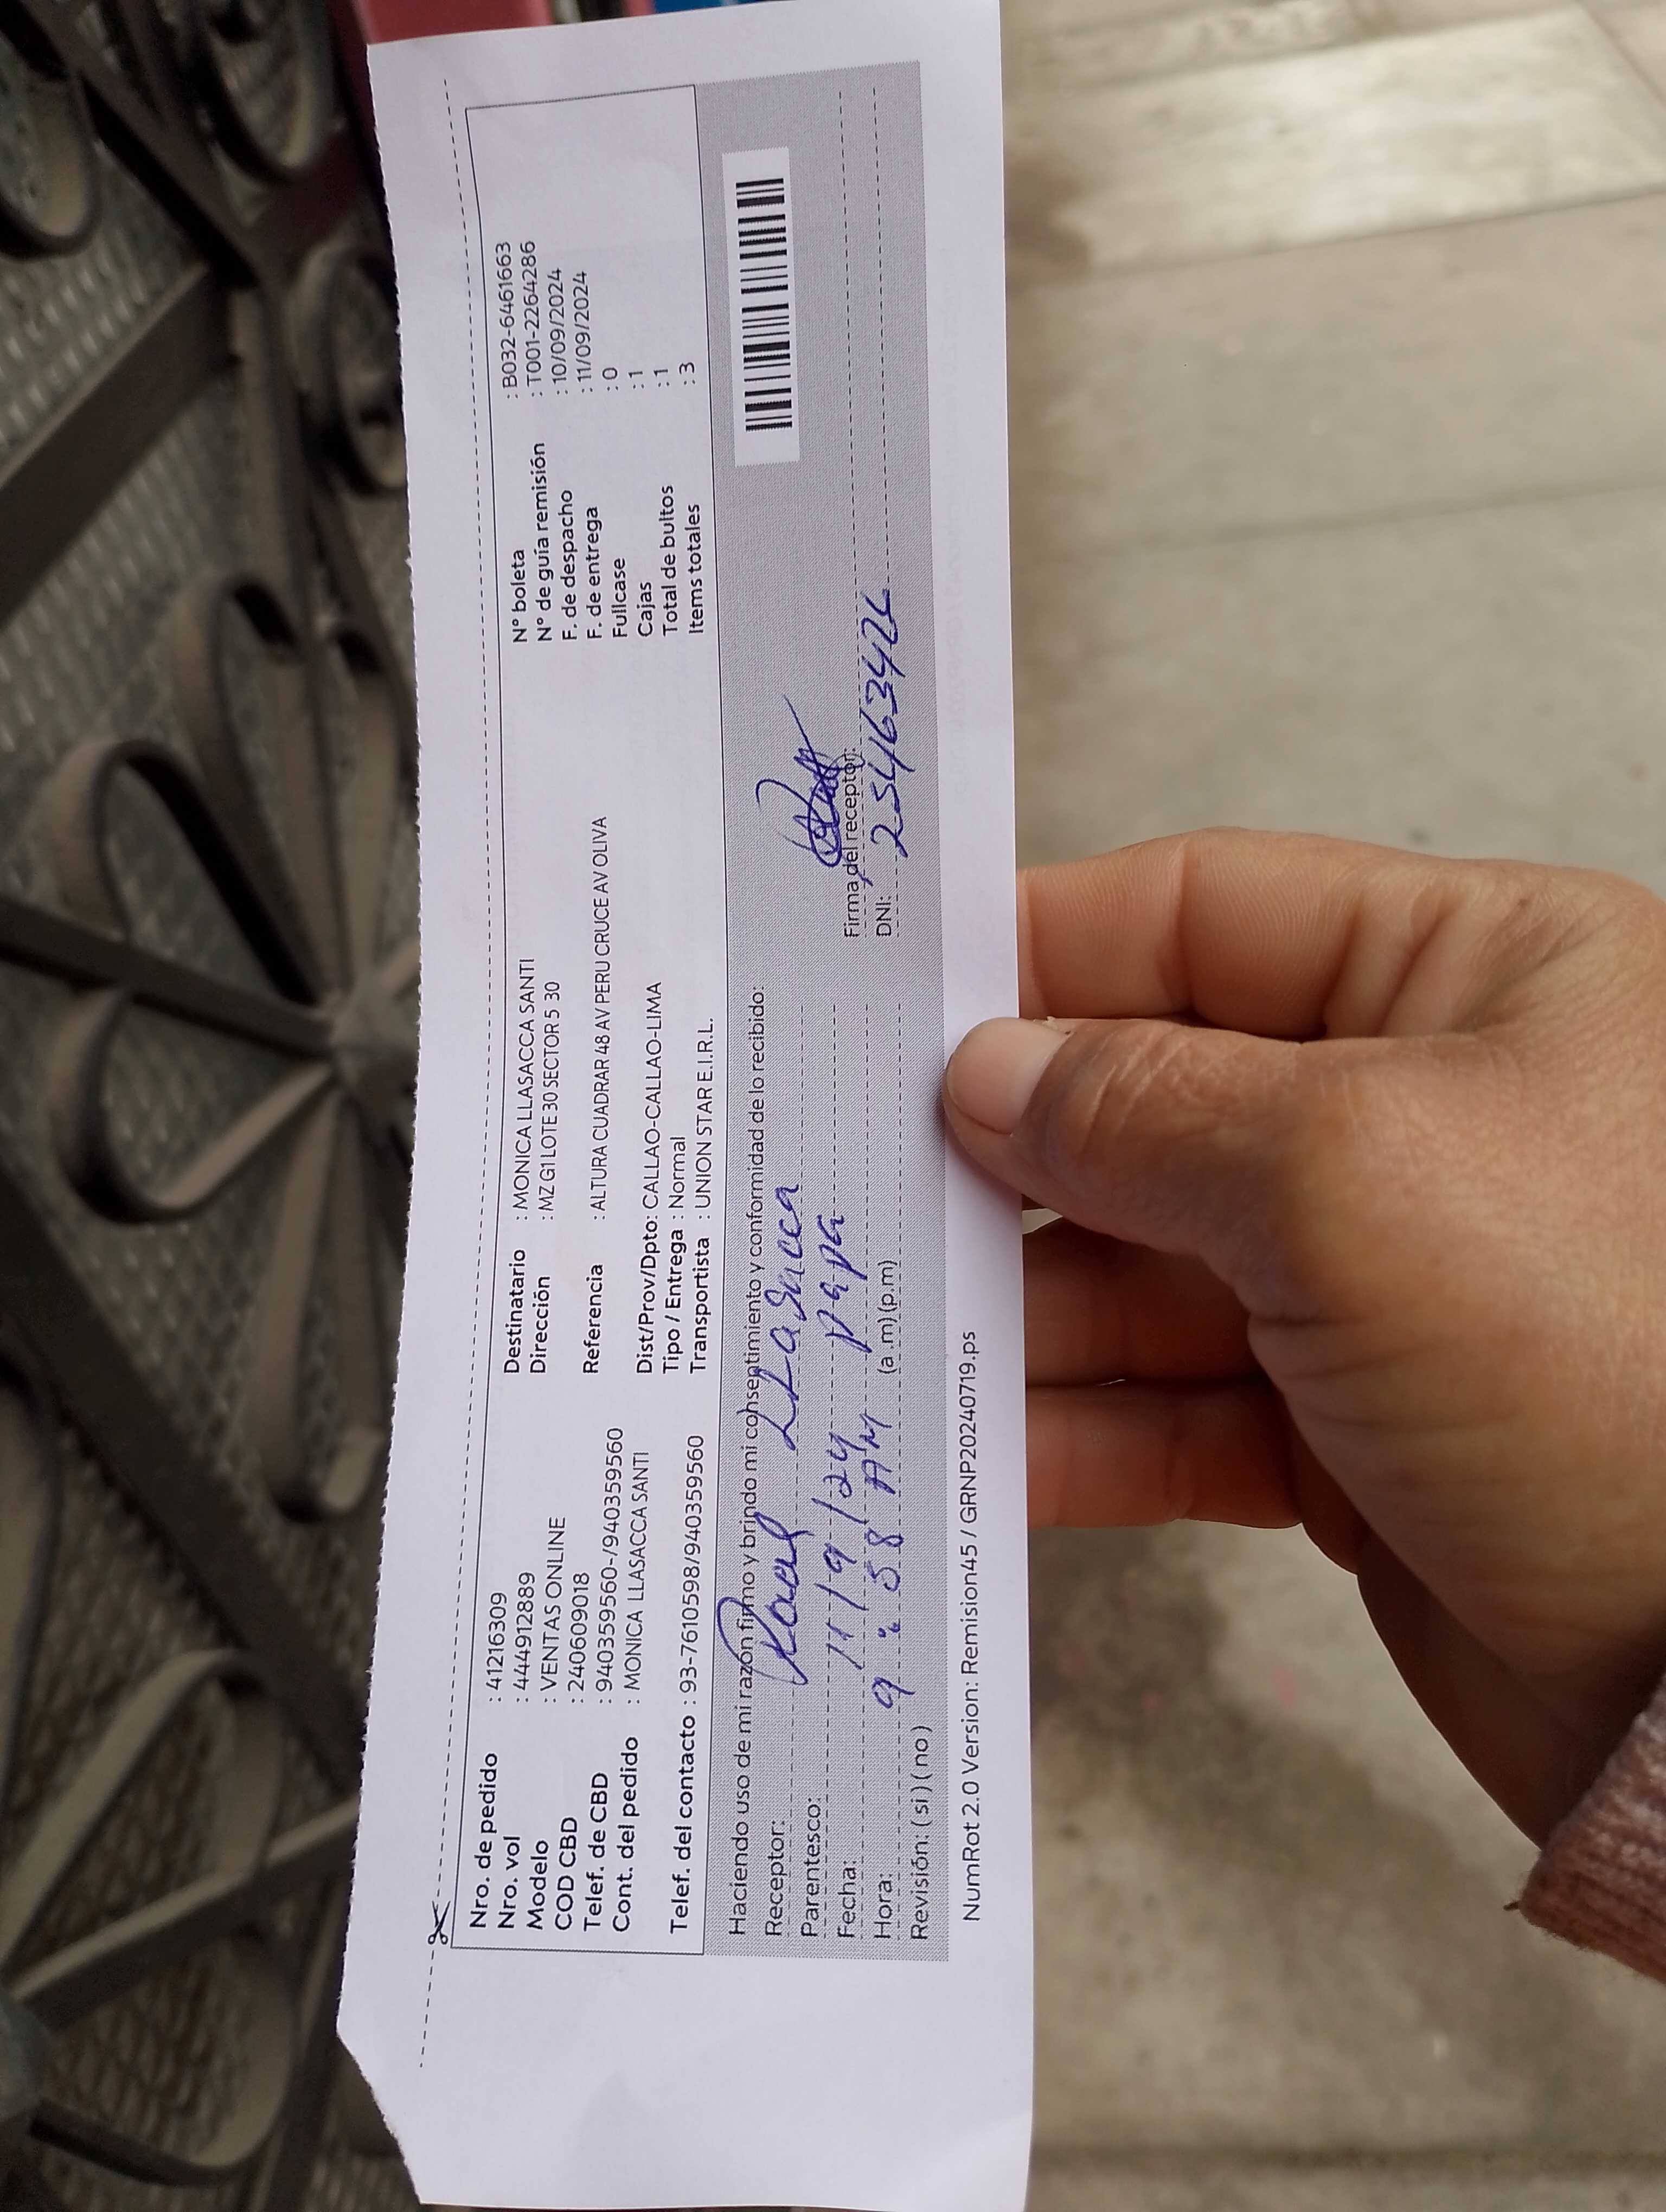 Nro. de pedido : 41216309
Nro. vol : 444912889
Modelo : VENTAS ONLINE
COD CBD : 240609018
Telef. de CBD : 940359560-/940359560
Cont. del pedido : MONICA LLASACCA SANTI
Telef. del contacto : 93-7610598/940359560
Destinatario : MONICA LLASACCA SANTI
Dirección : MZ G1 LOTE 30 SECTOR 5 30
Referencia : ALTURA CUADRAR 48 AV PERU CRUCE AV OLIVA
Dist/Prov/Dpto: CALLAO-CALLAO-LIMA
Tipo / Entrega : Normal
Transportista : UNION STAR E.I.R.L.
N° boleta : B032-6461663
N° de guía remisión : T001-2264286
F. de despacho : 10/09/2024
F. de entrega : 11/09/2024
Fullcase : 0
Cajas : 1
Total de bultos : 1
Items totales : 3
Haciendo uso de mi razón firmo y brindo mi consentimiento y conformidad de lo recibido:
Receptor: LLasacca
Parentesco: papa
Fecha: 11/9/24
Hora: 9:58 AM (a.m)(p.m)
Revisión: ( si ) ( no )
Firma del receptor:
DNI: 25463426
NumRot 2.0 Version: Remision45 / GRNP20240719.ps